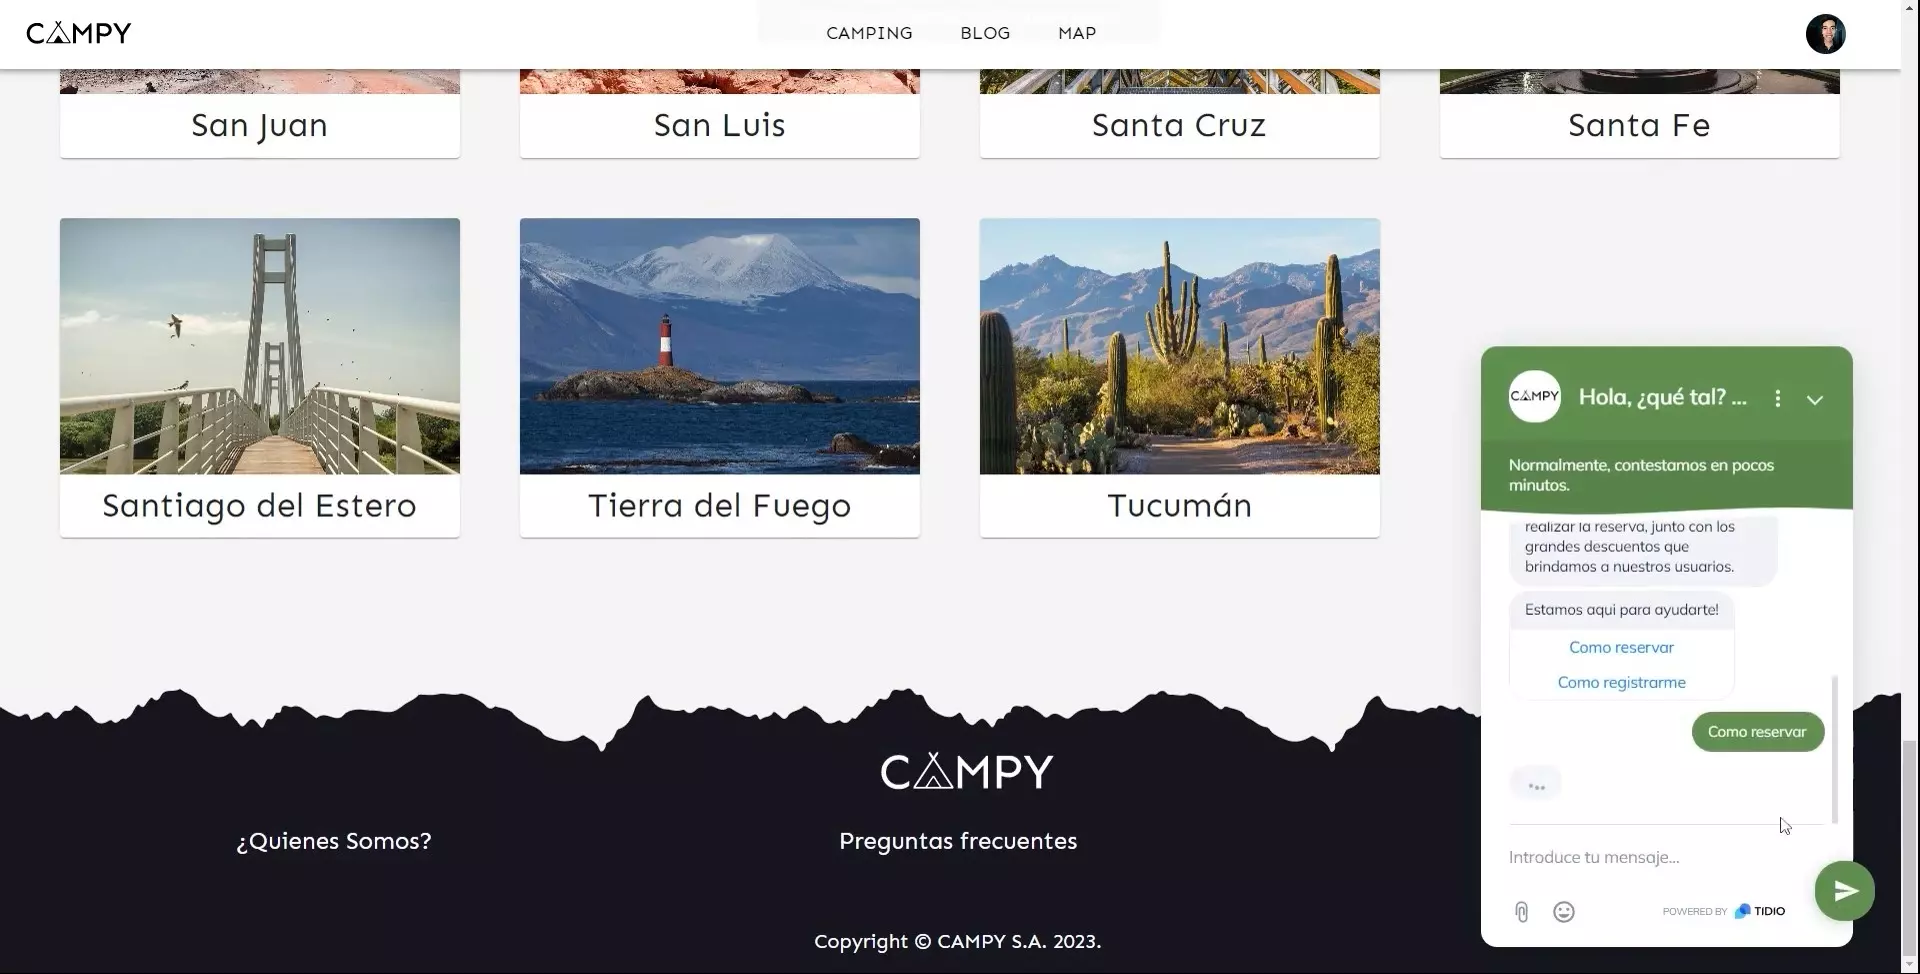 CAMPY
CAMPING
BLOG
MAP
San Juan
San Luis
Santa Cruz
Santa Fe
Santiago del Estero
Tierra del Fuego
Tucumán
CAMPY
Hola, ¿qué tal? ...
Normalmente, contestamos en pocos
minutos.
realizar la reserva, junto con los
grandes descuentos que
brindamos a nuestros usuarios.
Estamos aqui para ayudarte!
Como reservar
Como registrarme
Como reservar
Introduce tu mensaje...
POWERED BY TIDIO
CAMPY
¿Quienes Somos?
Preguntas frecuentes
Copyright © CAMPY S.A. 2023.